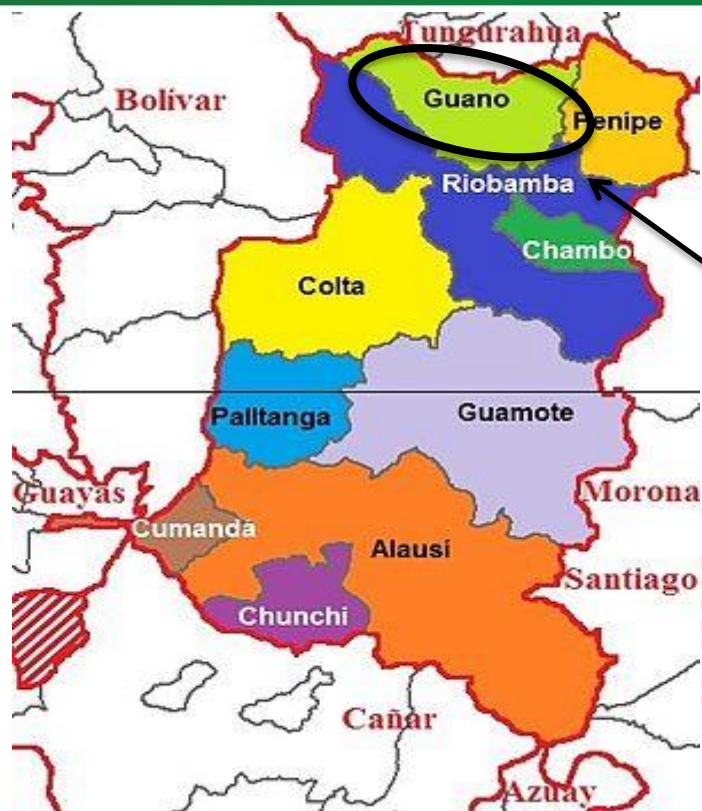 Tungurahua
Bolívar
Guano
Penipe
Riobamba
Chambo
Colta
Palltanga
Guamote
Guayas
Morona
Cumandá
Alausí
Santiago
Chunchi
Cañar
Azuay